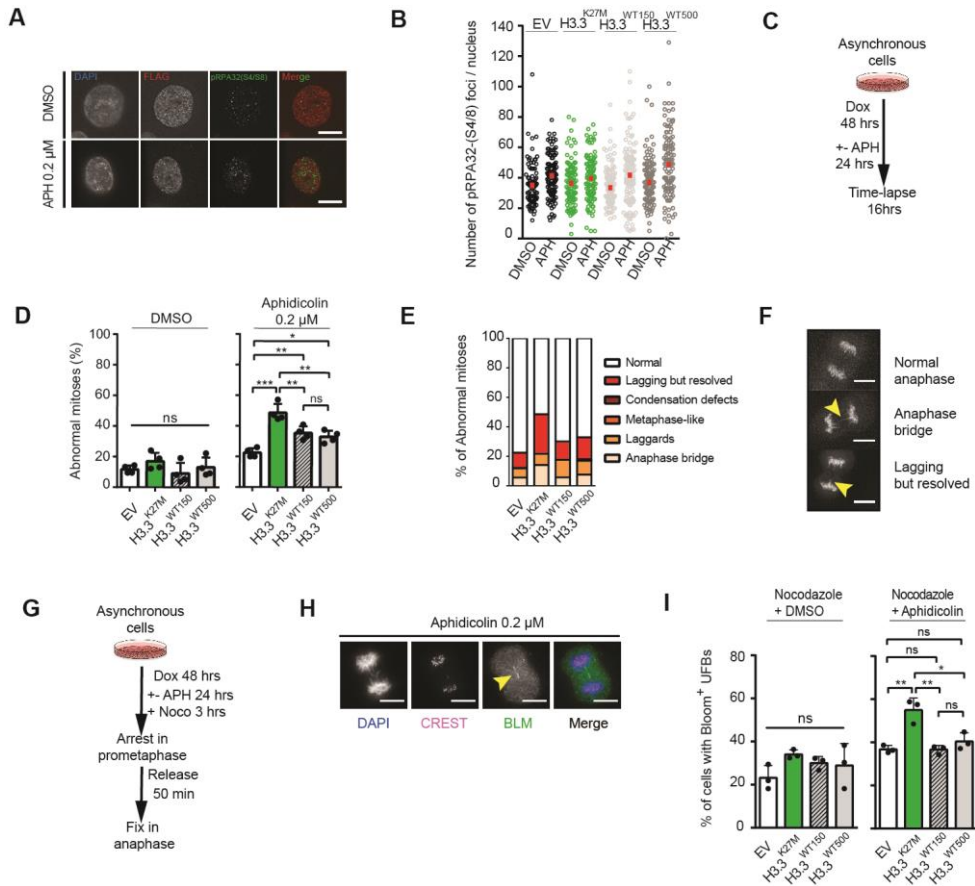 A
DAPI
FLAG
pRPA32(S4/S8)
Merge
DMSO
APH 0.2 µM
B
EV
H3.3 K27M
H3.3 WT150
H3.3 WT500
Number of pRPA32-(S4/8) foci / nucleus
140
120
100
80
60
40
20
0
DMSO
APH
DMSO
APH
DMSO
APH
DMSO
APH
C
Asynchronous
cells
Dox
48 hrs
+- APH
24 hrs
Time-lapse
16hrs
D
DMSO
Aphidicolin
0.2 µM
Abnormal mitoses (%)
100
80
60
40
20
0
ns
*
**
**
***
**
ns
EV
H3.3 K27M
H3.3 WT150
H3.3 WT500
EV
H3.3 K27M
H3.3 WT150
H3.3 WT500
E
% of Abnormal mitoses
100
80
60
40
20
0
EV
H3.3 K27M
H3.3 WT150
H3.3 WT500
Normal
Lagging but resolved
Condensation defects
Metaphase-like
Laggards
Anaphase bridge
F
Normal
anaphase
Anaphase
bridge
Lagging
but resolved
G
Asynchronous
cells
Dox 48 hrs
+- APH 24 hrs
+ Noco 3 hrs
Arrest in
prometaphase
Release
50 min
Fix in
anaphase
H
Aphidicolin 0.2 µM
DAPI
CREST
BLM
Merge
I
Nocodazole
+ DMSO
Nocodazole
+ Aphidicolin
% of cells with Bloom+ UFBs
80
60
40
20
0
ns
ns
ns
*
**
**
ns
EV
H3.3 K27M
H3.3 WT150
H3.3 WT500
EV
H3.3 K27M
H3.3 WT150
H3.3 WT500